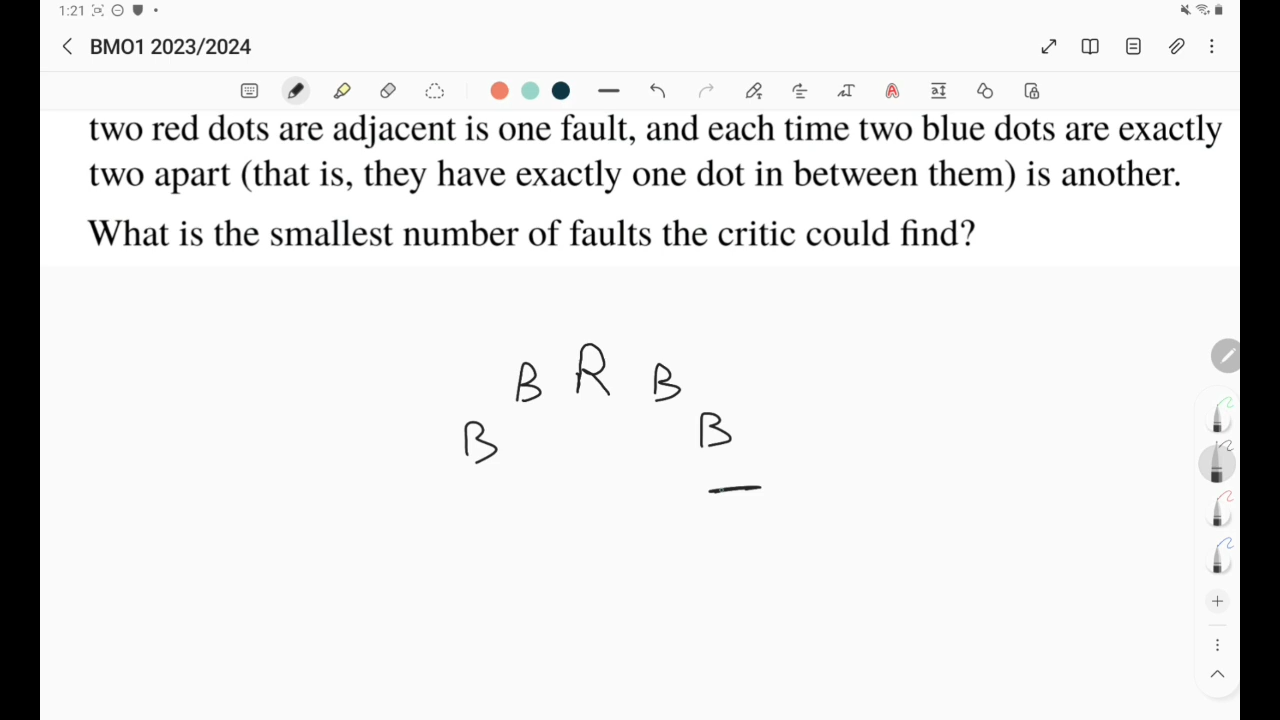 1:21
BMO1 2023/2024
two red dots are adjacent is one fault, and each time two blue dots are exactly
two apart (that is, they have exactly one dot in between them) is another.
What is the smallest number of faults the critic could find?
B B R B B